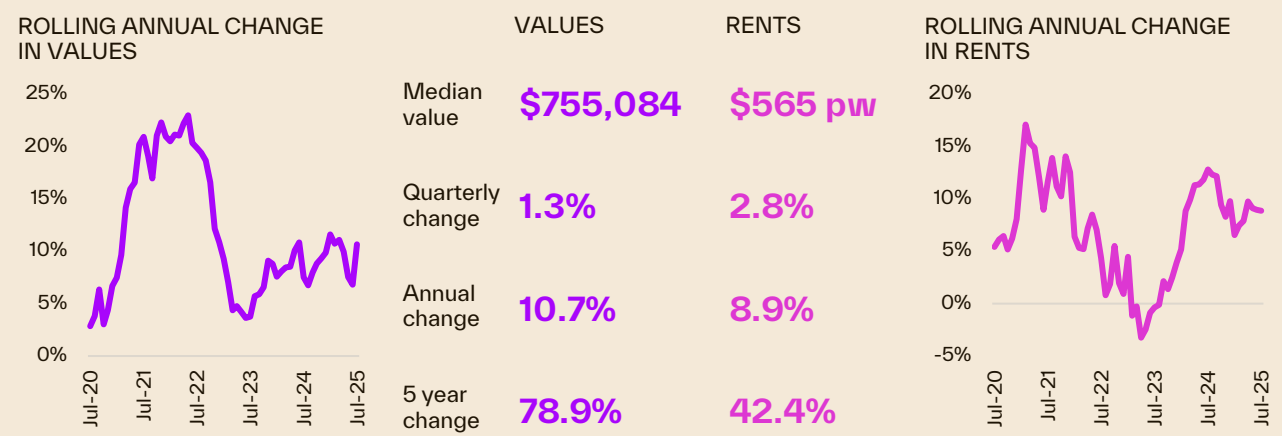 ROLLING ANNUAL CHANGE
IN VALUES
25%
20%
15%
10%
5%
0%
Jul-20
Jul-21
Jul-22
Jul-23
Jul-24
Jul-25
VALUES
RENTS
Median
value
$755,084
$565 pw
Quarterly
change
1.3%
2.8%
Annual
change
10.7%
8.9%
5 year
change
78.9%
42.4%
ROLLING ANNUAL CHANGE
IN RENTS
20%
15%
10%
5%
0%
-5%
Jul-20
Jul-21
Jul-22
Jul-23
Jul-24
Jul-25